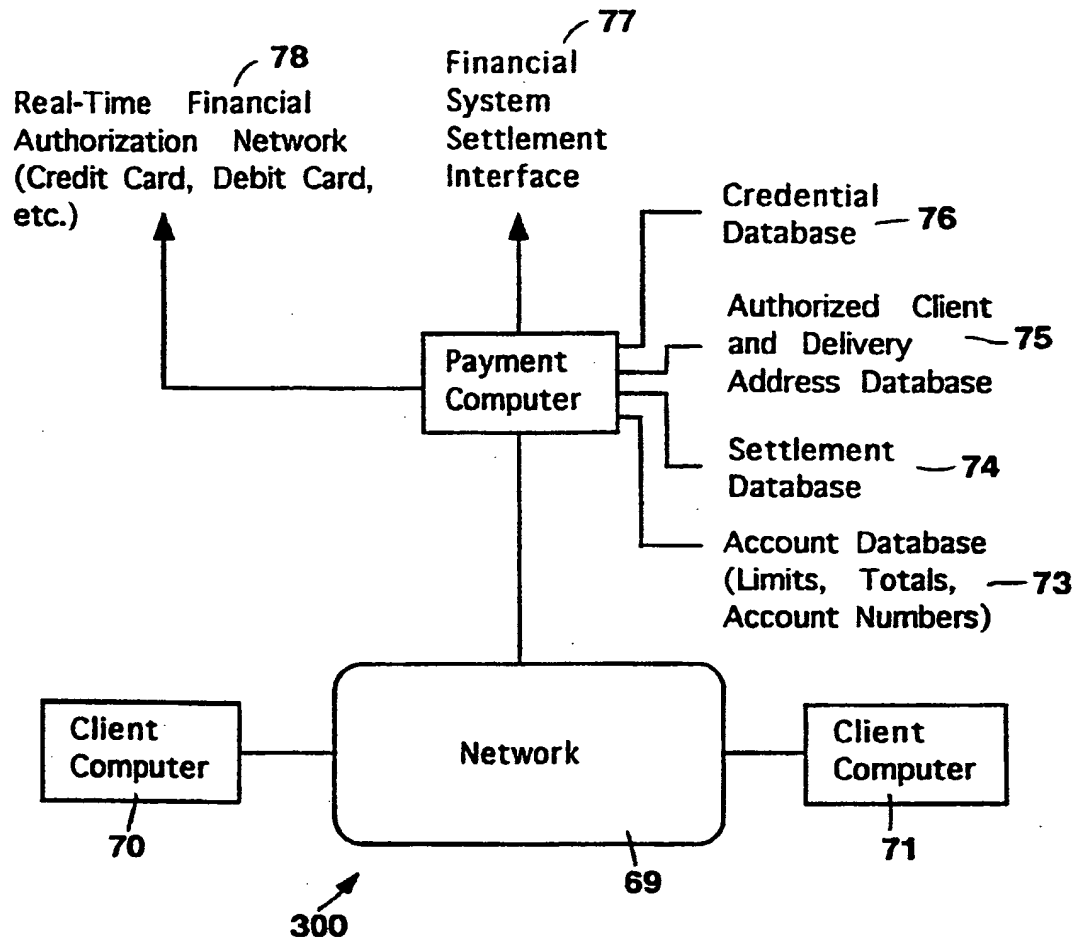 78
Real-Time Financial
Authorization Network
(Credit Card, Debit Card,
etc.)
77
Financial
System
Settlement
Interface
Credential
Database
76
Authorized Client
and Delivery
Address Database
75
Payment
Computer
Settlement
Database
74
Account Database
(Limits, Totals,
Account Numbers)
73
Client
Computer
70
Network
69
Client
Computer
71
300